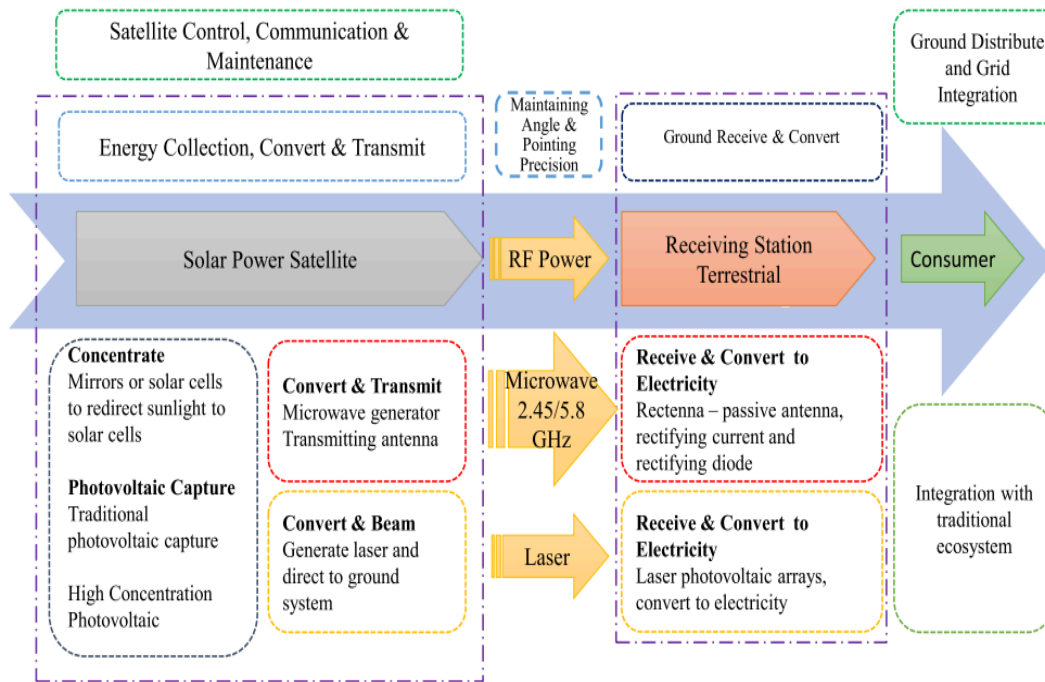 Satellite Control, Communication &
Maintenance
Ground Distribute
and Grid
Integration
Energy Collection, Convert & Transmit
Maintaining
Angle &
Pointing
Precision
Ground Receive & Convert
Solar Power Satellite
RF Power
Receiving Station
Terrestrial
Consumer
Concentrate
Mirrors or solar cells
to redirect sunlight to
solar cells
Photovoltaic Capture
Traditional
photovoltaic capture
High Concentration
Photovoltaic
Convert & Transmit
Microwave generator
Transmitting antenna
Convert & Beam
Generate laser and
direct to ground
system
Microwave
2.45/5.8
GHz
Laser
Receive & Convert to
Electricity
Rectenna – passive antenna,
rectifying current and
rectifying diode
Receive & Convert to
Electricity
Laser photovoltaic arrays,
convert to electricity
Integration with
traditional
ecosystem